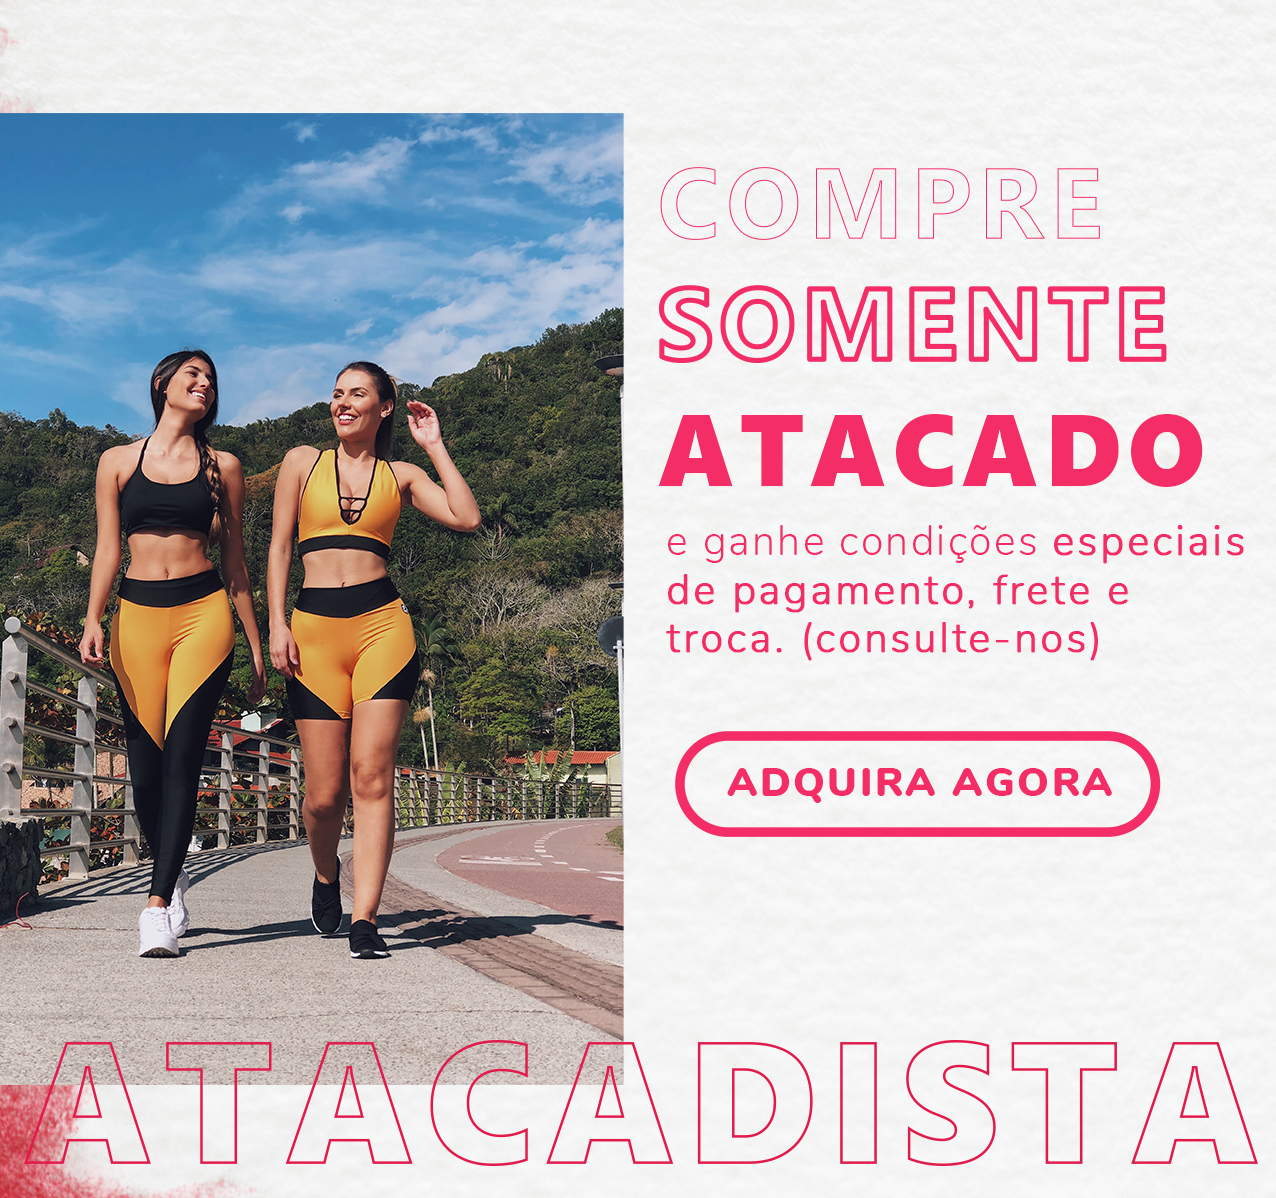 COMPRE
SOMENTE
ATACADO
e ganhe condições especiais
de pagamento, frete e
troca. (consulte-nos)
ADQUIRA AGORA
ATACADISTA